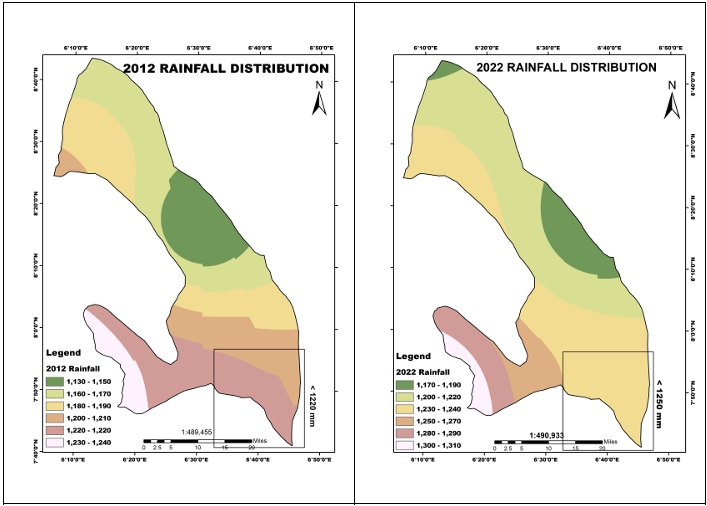 6°10'0"E 6°20'0"E 6°30'0"E 6°40'0"E 6°50'0"E
2012 RAINFALL DISTRIBUTION
N
8°40'0"N
8°30'0"N
8°20'0"N
8°10'0"N
8°0'0"N
7°50'0"N
7°40'0"N
Legend
2012 Rainfall
1,130 - 1,150
1,160 - 1,170
1,180 - 1,190
1,200 - 1,210
1,220 - 1,220
1,230 - 1,240
< 1220 mm
1:489,455
Miles
0 2.5 5 10 15 20
6°10'0"E 6°20'0"E 6°30'0"E 6°40'0"E 6°50'0"E
6°10'0"E 6°20'0"E 6°30'0"E 6°40'0"E 6°50'0"E
2022 RAINFALL DISTRIBUTION
N
8°40'0"N
8°30'0"N
8°20'0"N
8°10'0"N
8°0'0"N
7°50'0"N
Legend
2022 Rainfall
1,170 - 1,190
1,200 - 1,220
1,230 - 1,240
1,250 - 1,270
1,280 - 1,290
1,300 - 1,310
< 1250 mm
1:490,933
Miles
0 2.5 5 10 15 20
6°10'0"E 6°20'0"E 6°30'0"E 6°40'0"E 6°50'0"E